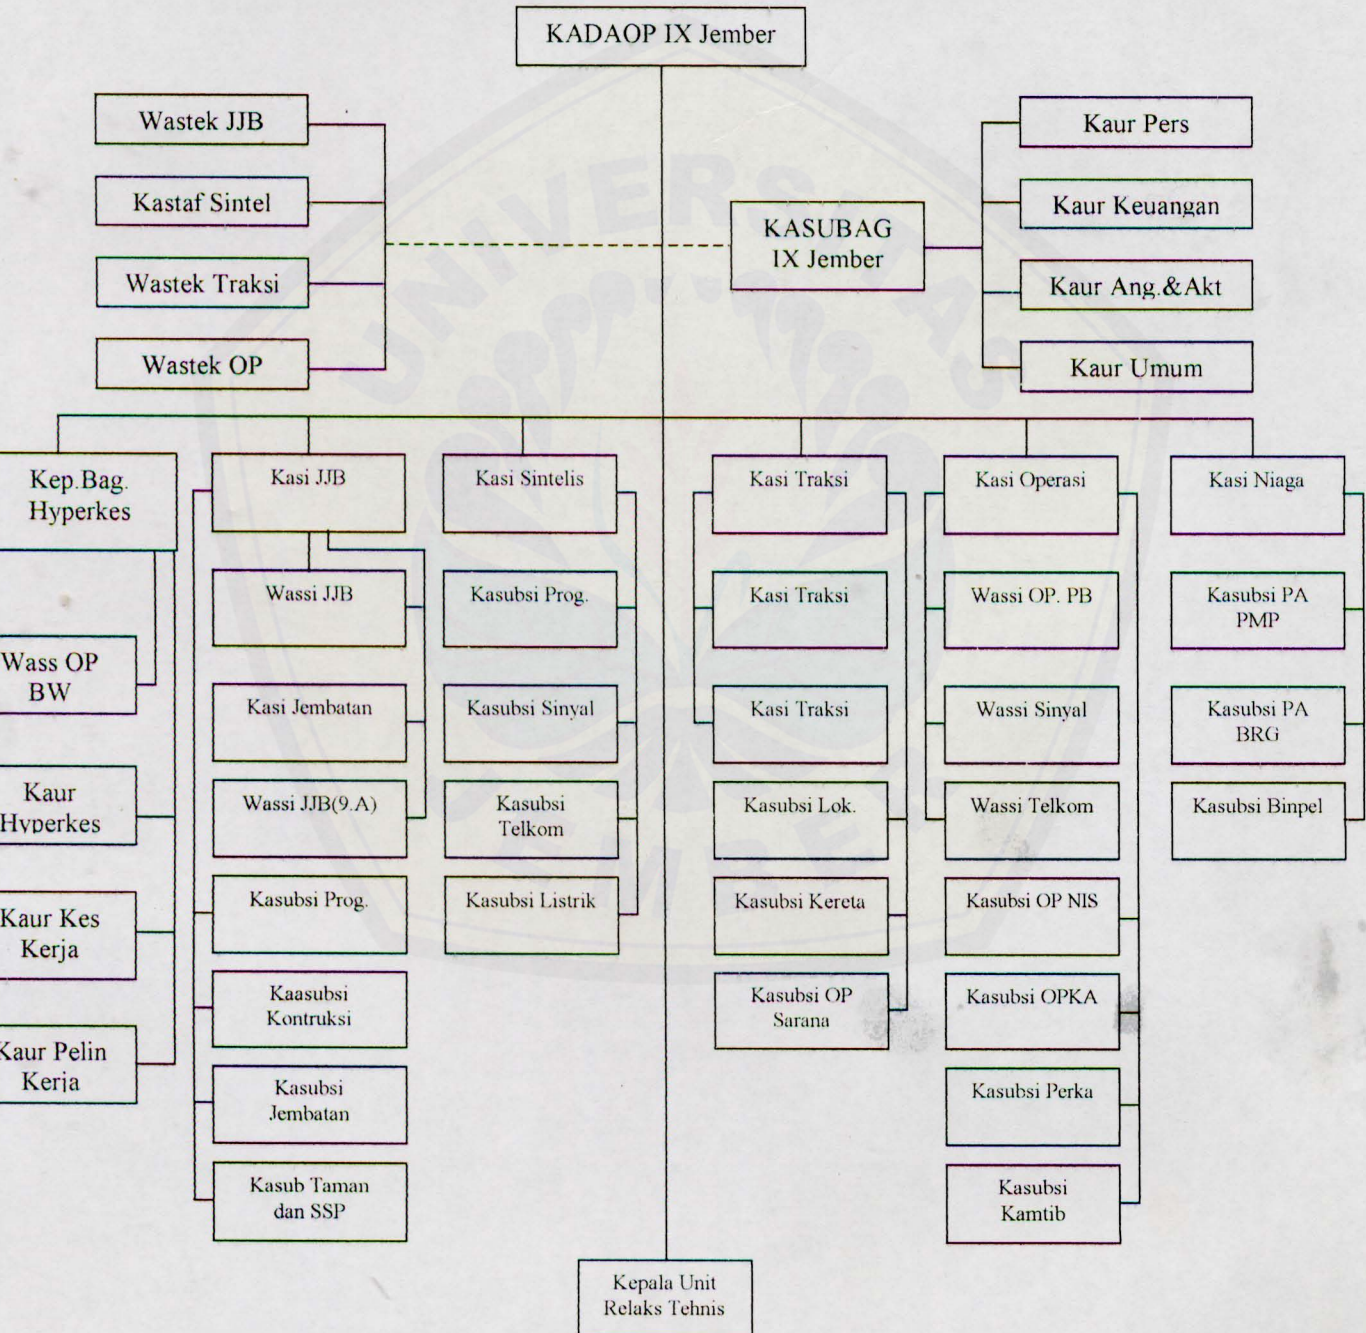 KADAOP IX Jember
Wastek JJB
Kastaf Sintel
Wastek Traksi
Wastek OP
KASUBAG
IX Jember
Kaur Pers
Kaur Keuangan
Kaur Ang.&Akt
Kaur Umum
Kep.Bag.
Hyperkes
Wass OP
BW
Kaur
Hyperkes
Kaur Kes
Kerja
Kaur Pelin
Kerja
Kasi JJB
Wassi JJB
Kasi Jembatan
Wassi JJB(9.A)
Kasubsi Prog.
Kaasubsi
Kontruksi
Kasubsi
Jembatan
Kasub Taman
dan SSP
Kasi Sintelis
Kasubsi Prog.
Kasubsi Sinyal
Kasubsi
Telkom
Kasubsi Listrik
Kasi Traksi
Kasi Traksi
Kasi Traksi
Kasubsi Lok.
Kasubsi Kereta
Kasubsi OP
Sarana
Kasi Operasi
Wassi OP. PB
Wassi Sinyal
Wassi Telkom
Kasubsi OP NIS
Kasubsi OPKA
Kasubsi Perka
Kasubsi
Kamtib
Kasi Niaga
Kasubsi PA
PMP
Kasubsi PA
BRG
Kasubsi Binpel
Kepala Unit
Relaks Tehnis
UNIVERSITAS
JEMBER